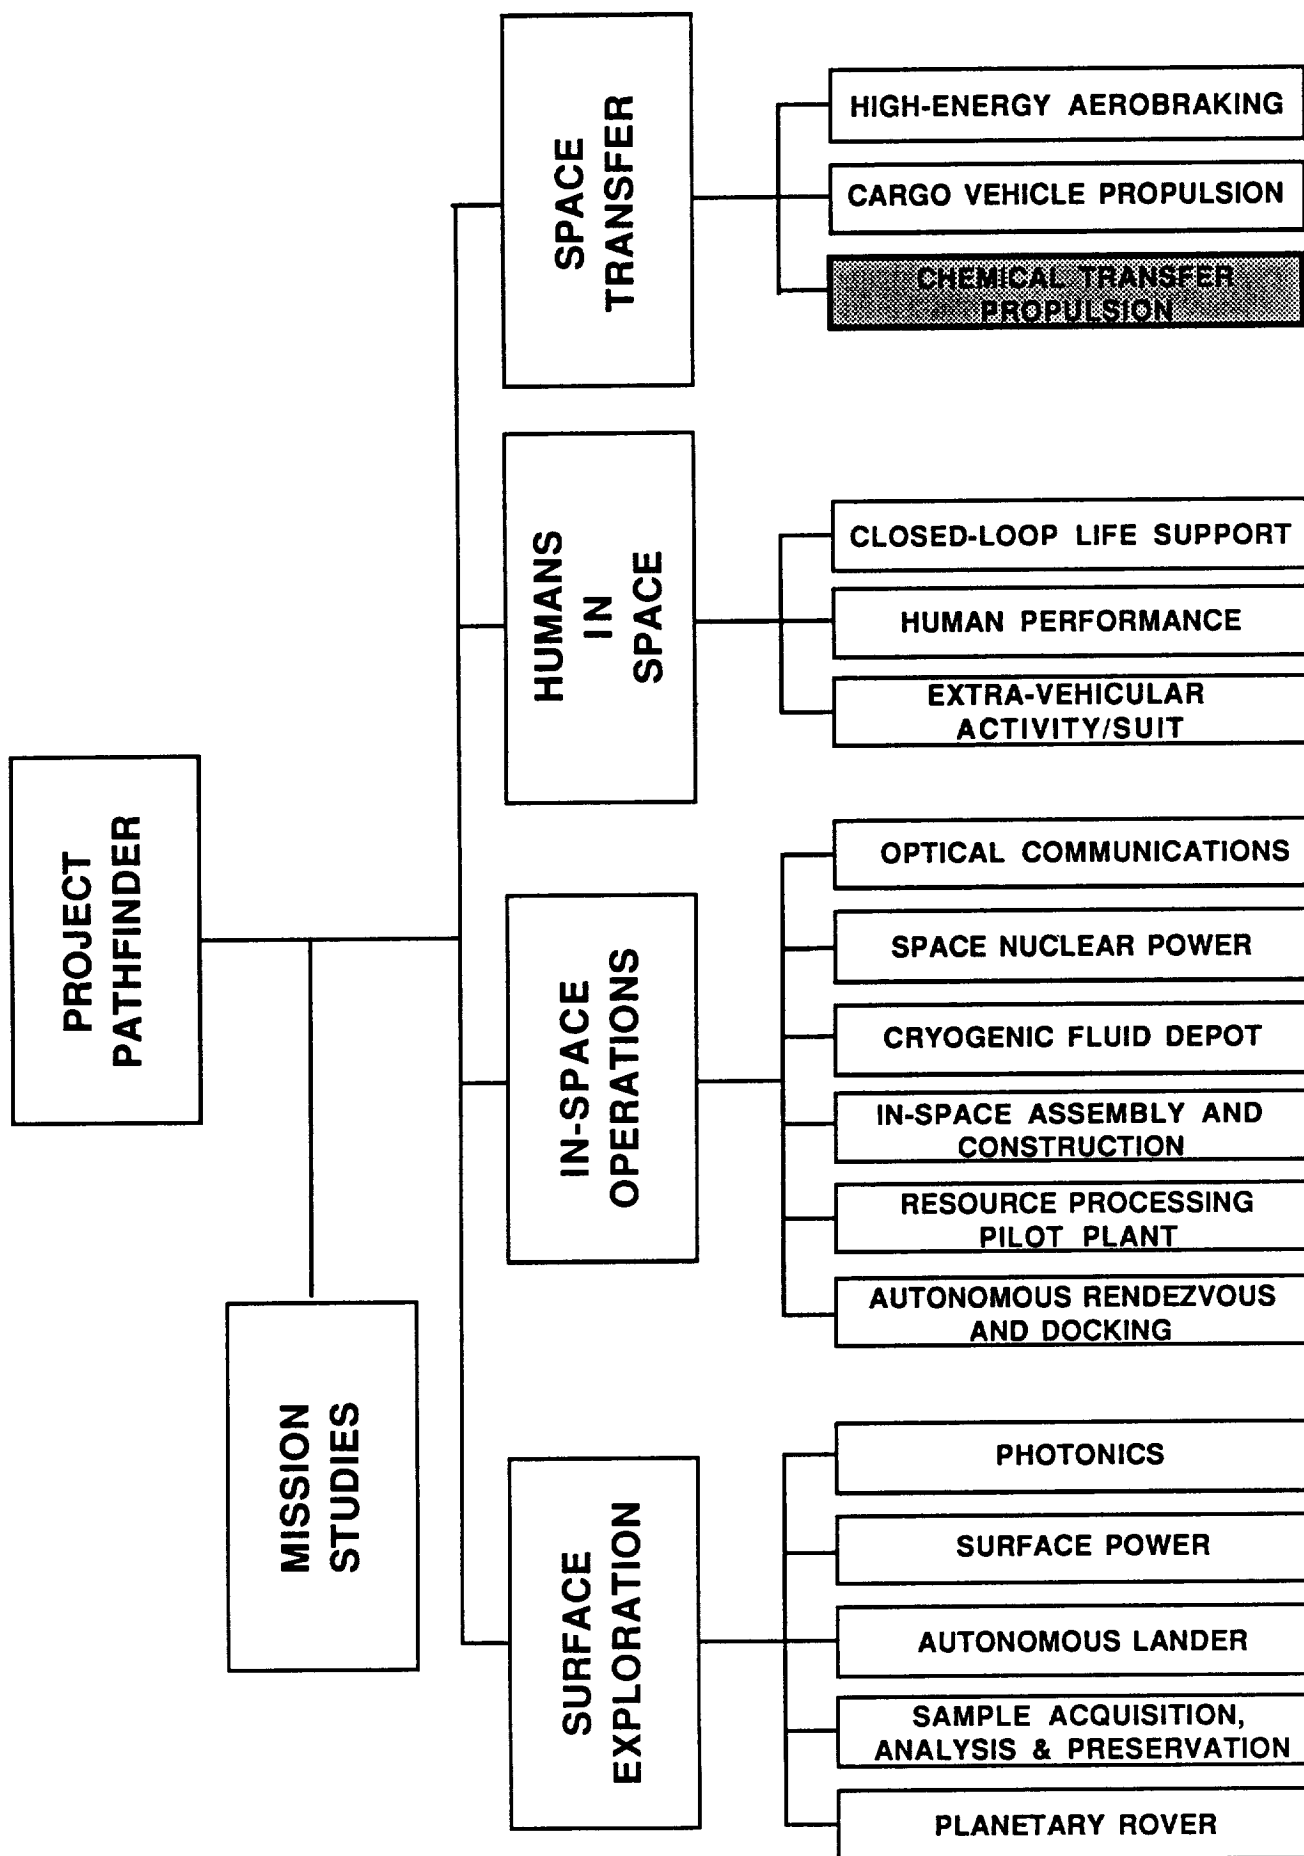 PROJECT
PATHFINDER
MISSION
STUDIES
SURFACE
EXPLORATION
IN-SPACE
OPERATIONS
HUMANS
IN
SPACE
SPACE
TRANSFER
HIGH-ENERGY AEROBRAKING
CARGO VEHICLE PROPULSION
CHEMICAL TRANSFER
PROPULSION
CLOSED-LOOP LIFE SUPPORT
HUMAN PERFORMANCE
EXTRA-VEHICULAR
ACTIVITY/SUIT
OPTICAL COMMUNICATIONS
SPACE NUCLEAR POWER
CRYOGENIC FLUID DEPOT
IN-SPACE ASSEMBLY AND
CONSTRUCTION
RESOURCE PROCESSING
PILOT PLANT
AUTONOMOUS RENDEZVOUS
AND DOCKING
PHOTONICS
SURFACE POWER
AUTONOMOUS LANDER
SAMPLE ACQUISITION,
ANALYSIS & PRESERVATION
PLANETARY ROVER